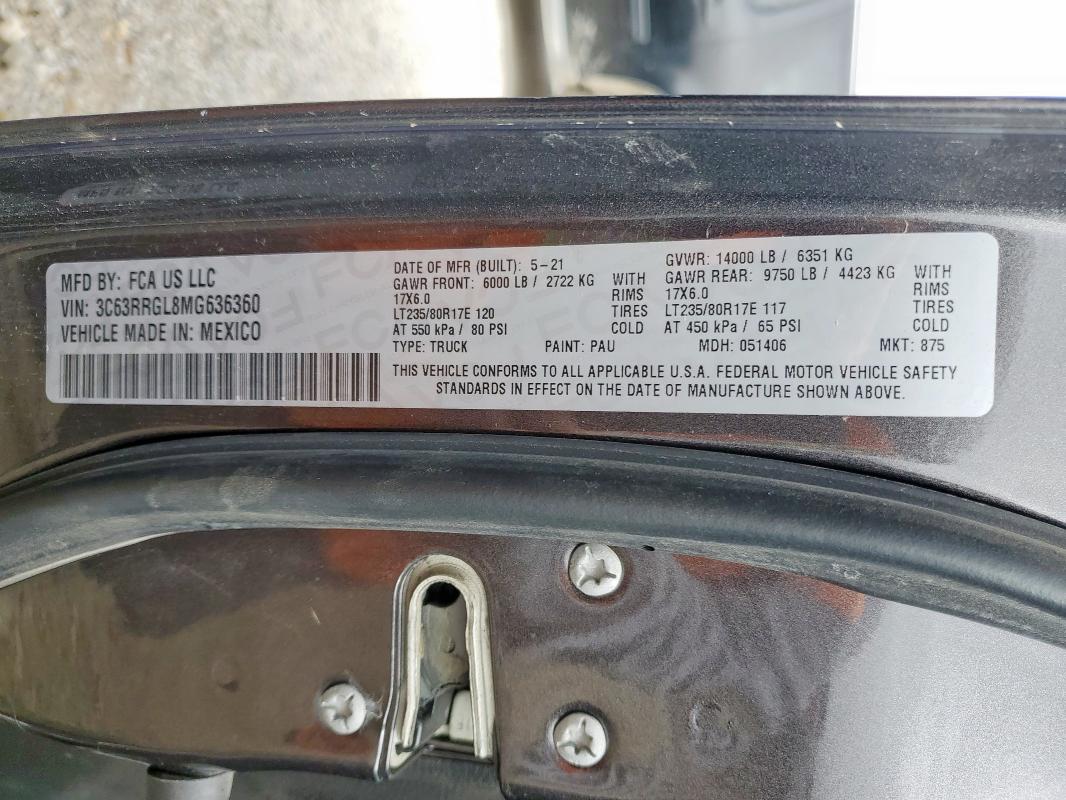 MFD BY: FCA US LLC
VIN: 3C63RRGL8MG636360
VEHICLE MADE IN: MEXICO
DATE OF MFR (BUILT): 5-21
GVWR: 14000 LB / 6351 KG
GAWR FRONT: 6000 LB / 2722 KG WITH
17X6.0 RIMS
LT235/80R17E 120 TIRES
AT 550 kPa / 80 PSI COLD
GAWR REAR: 9750 LB / 4423 KG WITH
17X6.0 RIMS
LT235/80R17E 117 TIRES
AT 450 kPa / 65 PSI COLD
TYPE: TRUCK PAINT: PAU MDH: 051406 MKT: 875
THIS VEHICLE CONFORMS TO ALL APPLICABLE U.S.A. FEDERAL MOTOR VEHICLE SAFETY
STANDARDS IN EFFECT ON THE DATE OF MANUFACTURE SHOWN ABOVE.